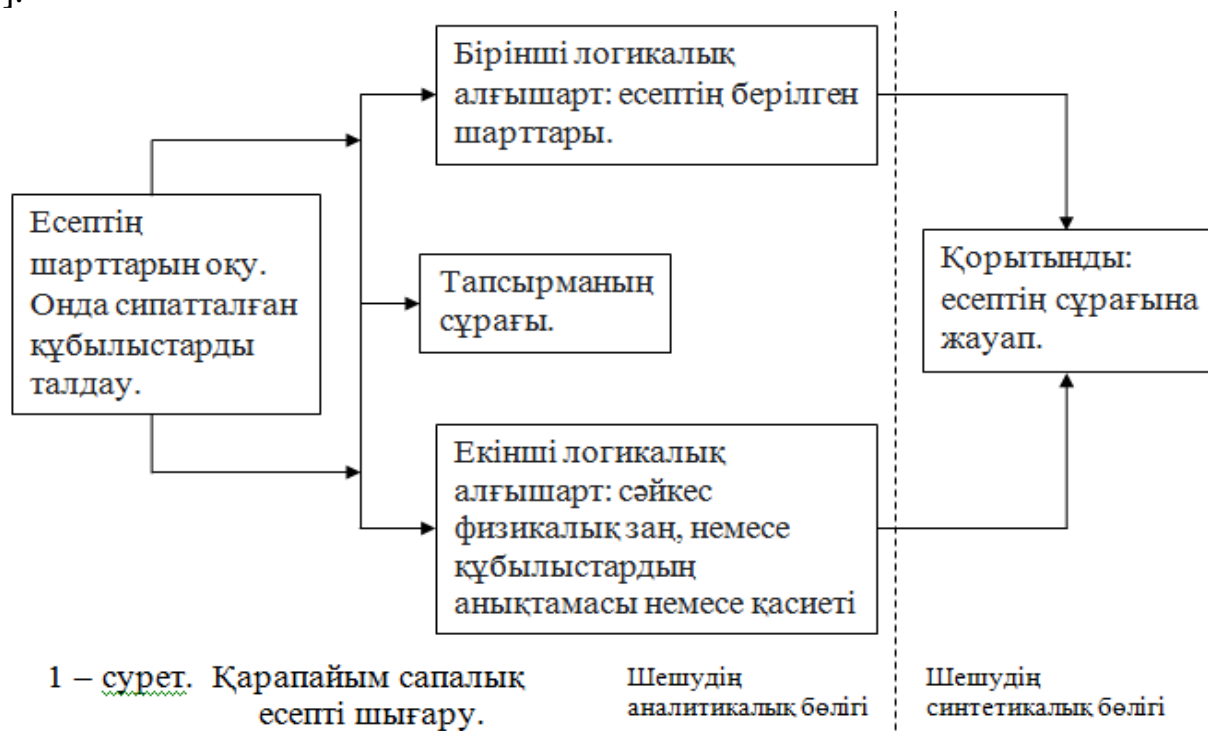 ].
Бірінші логикалық
алғышарт: есептің берілген
шарттары.
Есептің
шарттарын оқу.
Онда сипатталған
құбылыстарды
талдау.
Тапсырманың
сұрағы.
Қорытынды:
есептің сұрағына
жауап.
Екінші логикалық
алғышарт: сәйкес
физикалық заң, немесе
құбылыстардың
анықтамасы немесе қасиеті
1 – сурет. Қарапайым сапалық
есепті шығару.
Шешудің
аналитикалық бөлігі
Шешудің
синтетикалық бөлігі